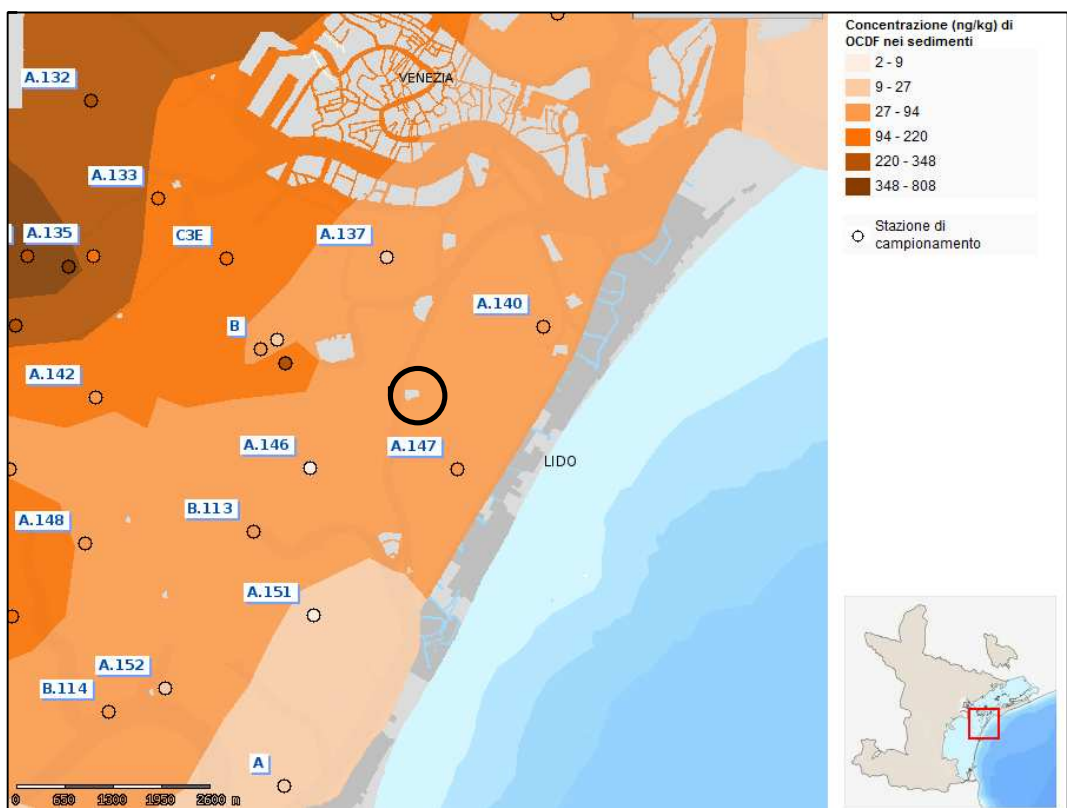 Concentrazione (ng/kg) di
OCDF nei sedimenti
2 - 9
9 - 27
27 - 94
94 - 220
220 - 348
348 - 808
Stazione di
campionamento
VENEZIA
A.132
A.133
A.135
C3E
A.137
A.140
B
A.142
A.146
A.147
LIDO
B.113
A.148
A.151
A.152
B.114
A
0 650 1300 1950 2600 m